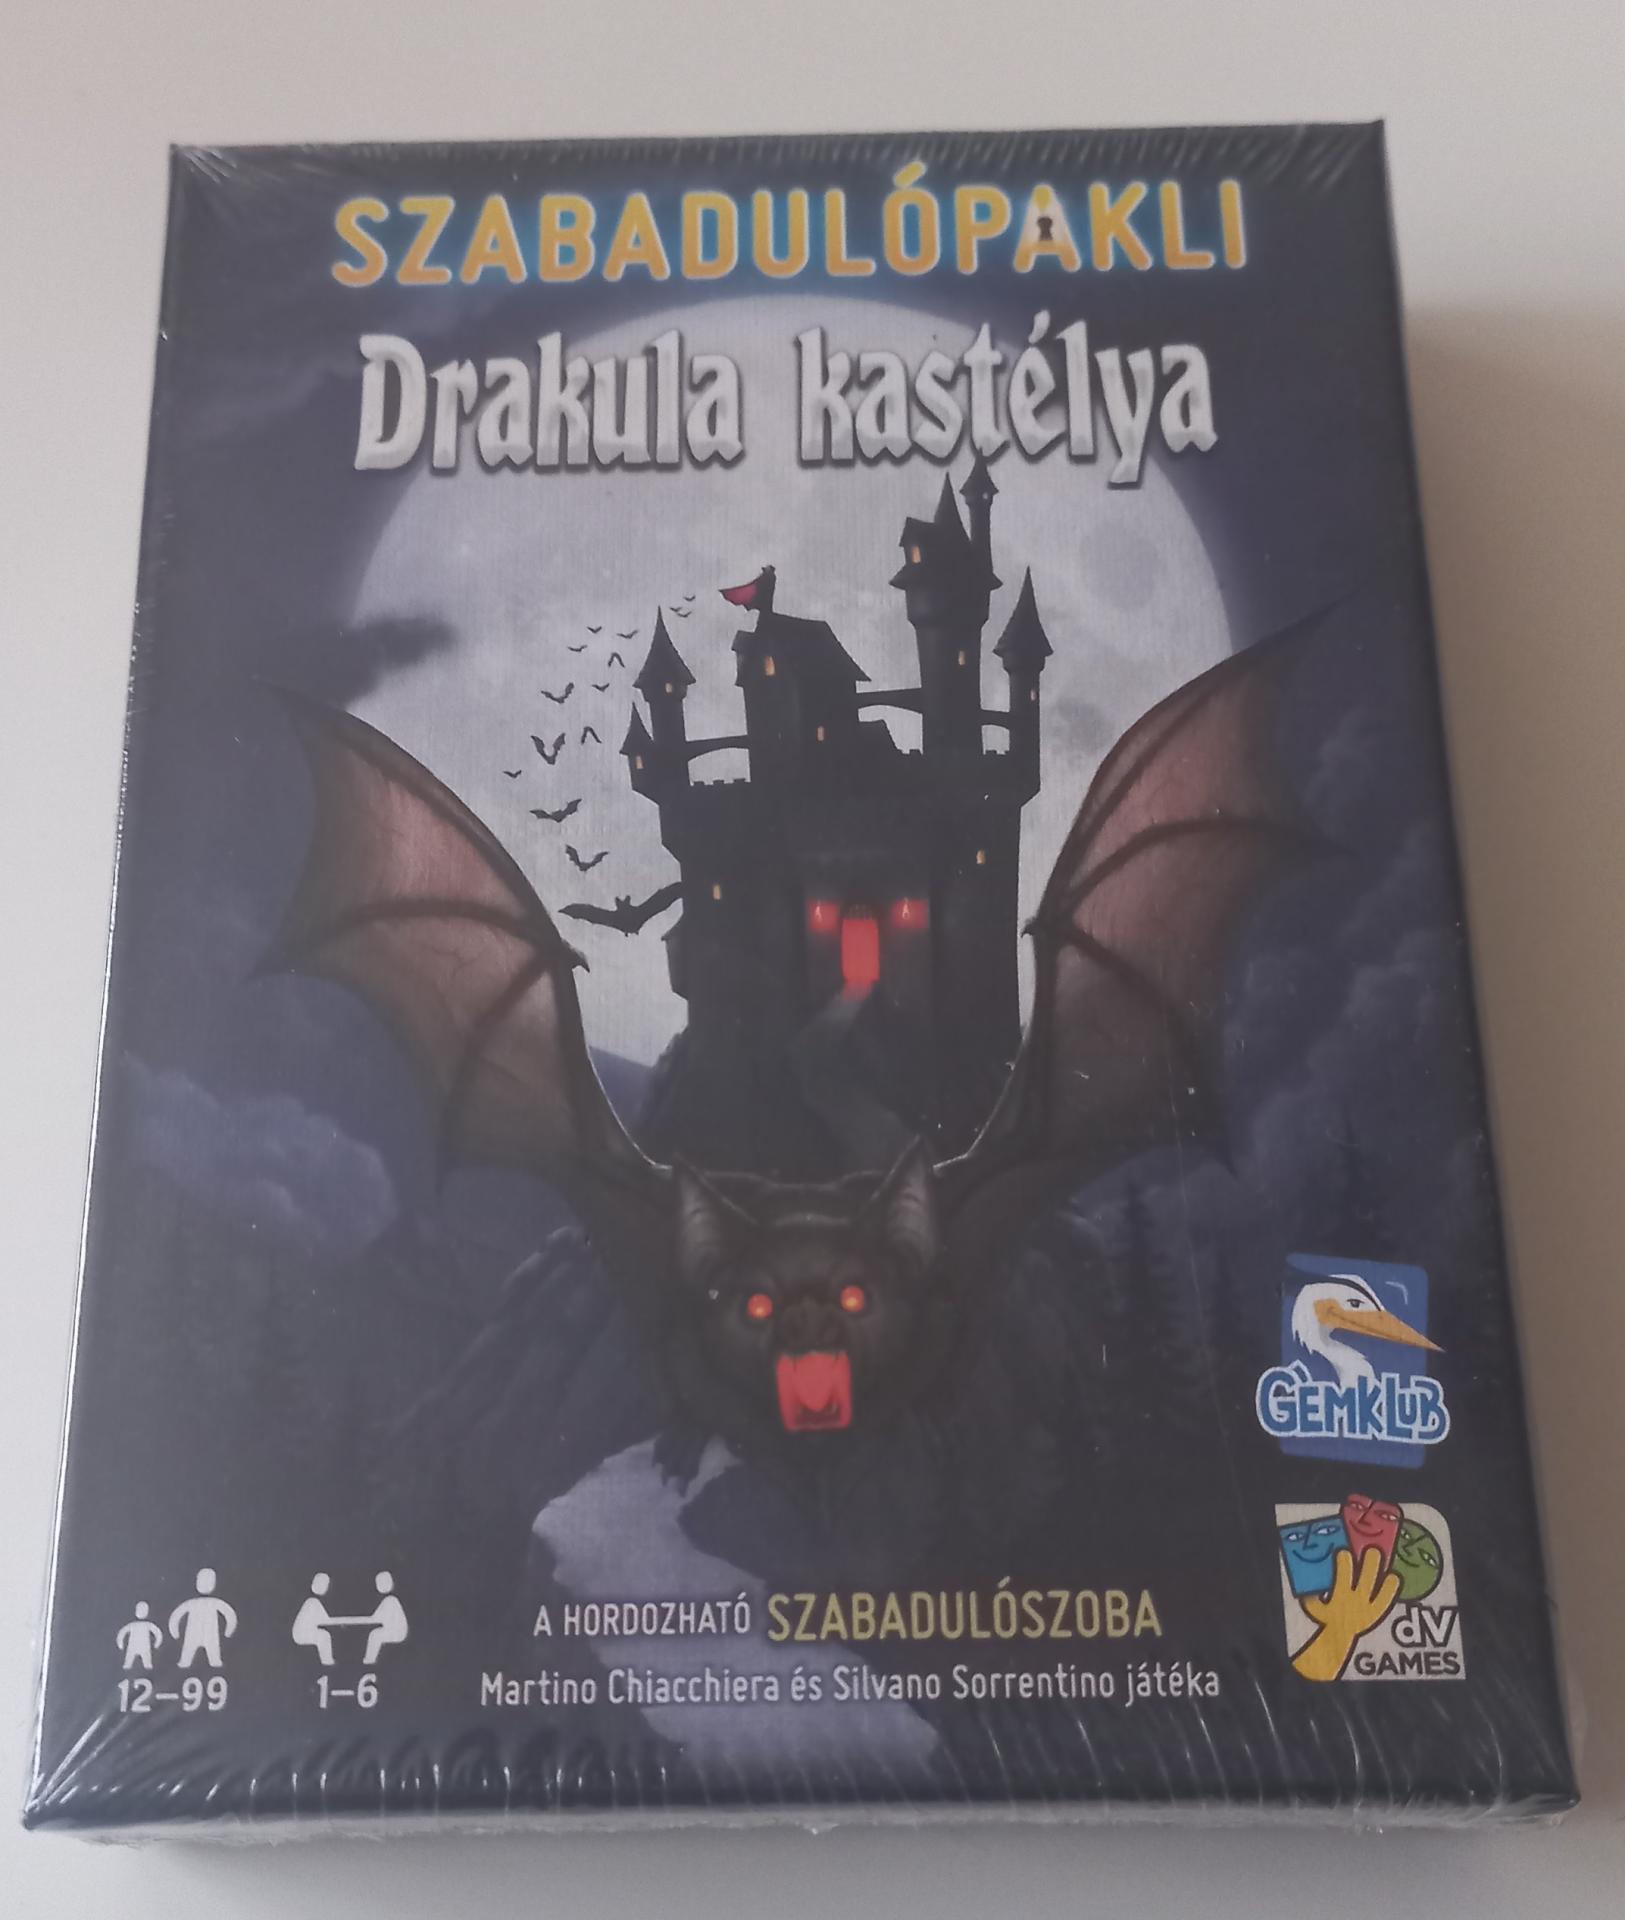 SZABADULÓPAKLI
Drakula kastélya
GÉMKLUB
dV
GAMES
A HORDOZHATÓ SZABADULÓSZOBA
Martino Chiacchiera és Silvano Sorrentino játéka
12–99
1–6